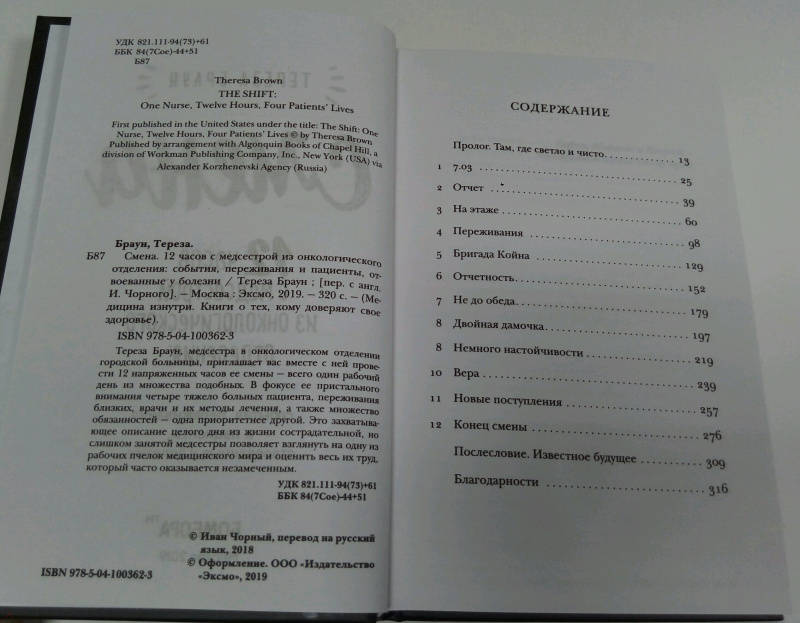 УДК 821.111-94(73)+61
ББК 84(7Сое)-44+51
Б87
Theresa Brown
THE SHIFT:
One Nurse, Twelve Hours, Four Patients' Lives
First published in the United States under the title: The Shift: One
Nurse, Twelve Hours, Four Patients' Lives © by Theresa Brown
Published by arrangement with Algonquin Books of Chapel Hill, a
division of Workman Publishing Company, Inc., New York (USA) via
Alexander Korzhenevski Agency (Russia)
Браун, Тереза.
Б87 Смена. 12 часов с медсестрой из онкологического
отделения: события, переживания и пациенты, от-
воеванные у болезни / Тереза Браун ; [пер. с англ.
И. Чорного]. — Москва : Эксмо, 2019. — 320 с. — (Ме-
дицина изнутри. Книги о тех, кому доверяют свое
здоровье).
ISBN 978-5-04-100362-3
Тереза Браун, медсестра в онкологическом отделении
городской больницы, приглашает вас вместе с ней прове-
сти 12 напряженных часов ее смены — всего один рабочий
день из множества подобных. В фокусе ее пристального
внимания четыре тяжело больных пациента, переживания
близких, врачи и их методы лечения, а также множество
обязанностей — одна приоритетнее другой. Это захватыва-
ющее описание целого дня из жизни сострадательной, но
слишком занятой медсестры позволяет взглянуть на одну из
рабочих пчелок медицинского мира и оценить весь их труд,
который часто оказывается незамеченным.
УДК 821.111-94(73)+61
ББК 84(7Сое)-44+51
© Иван Чорный, перевод на русский
язык, 2018
© Оформление. ООО «Издательство
«Эксмо», 2019
ISBN 978-5-04-100362-3
СОДЕРЖАНИЕ
Пролог. Там, где светло и чисто 13
1 7.03 25
2 Отчет 39
3 На этаже 60
4 Переживания 98
5 Бригада Койна 129
6 Отчетность 152
7 Не до обеда 179
8 Двойная дамочка 197
8 Немного настойчивости 219
10 Вера 239
11 Новые поступления 257
12 Конец смены 276
Послесловие. Известное будущее 309
Благодарности 316